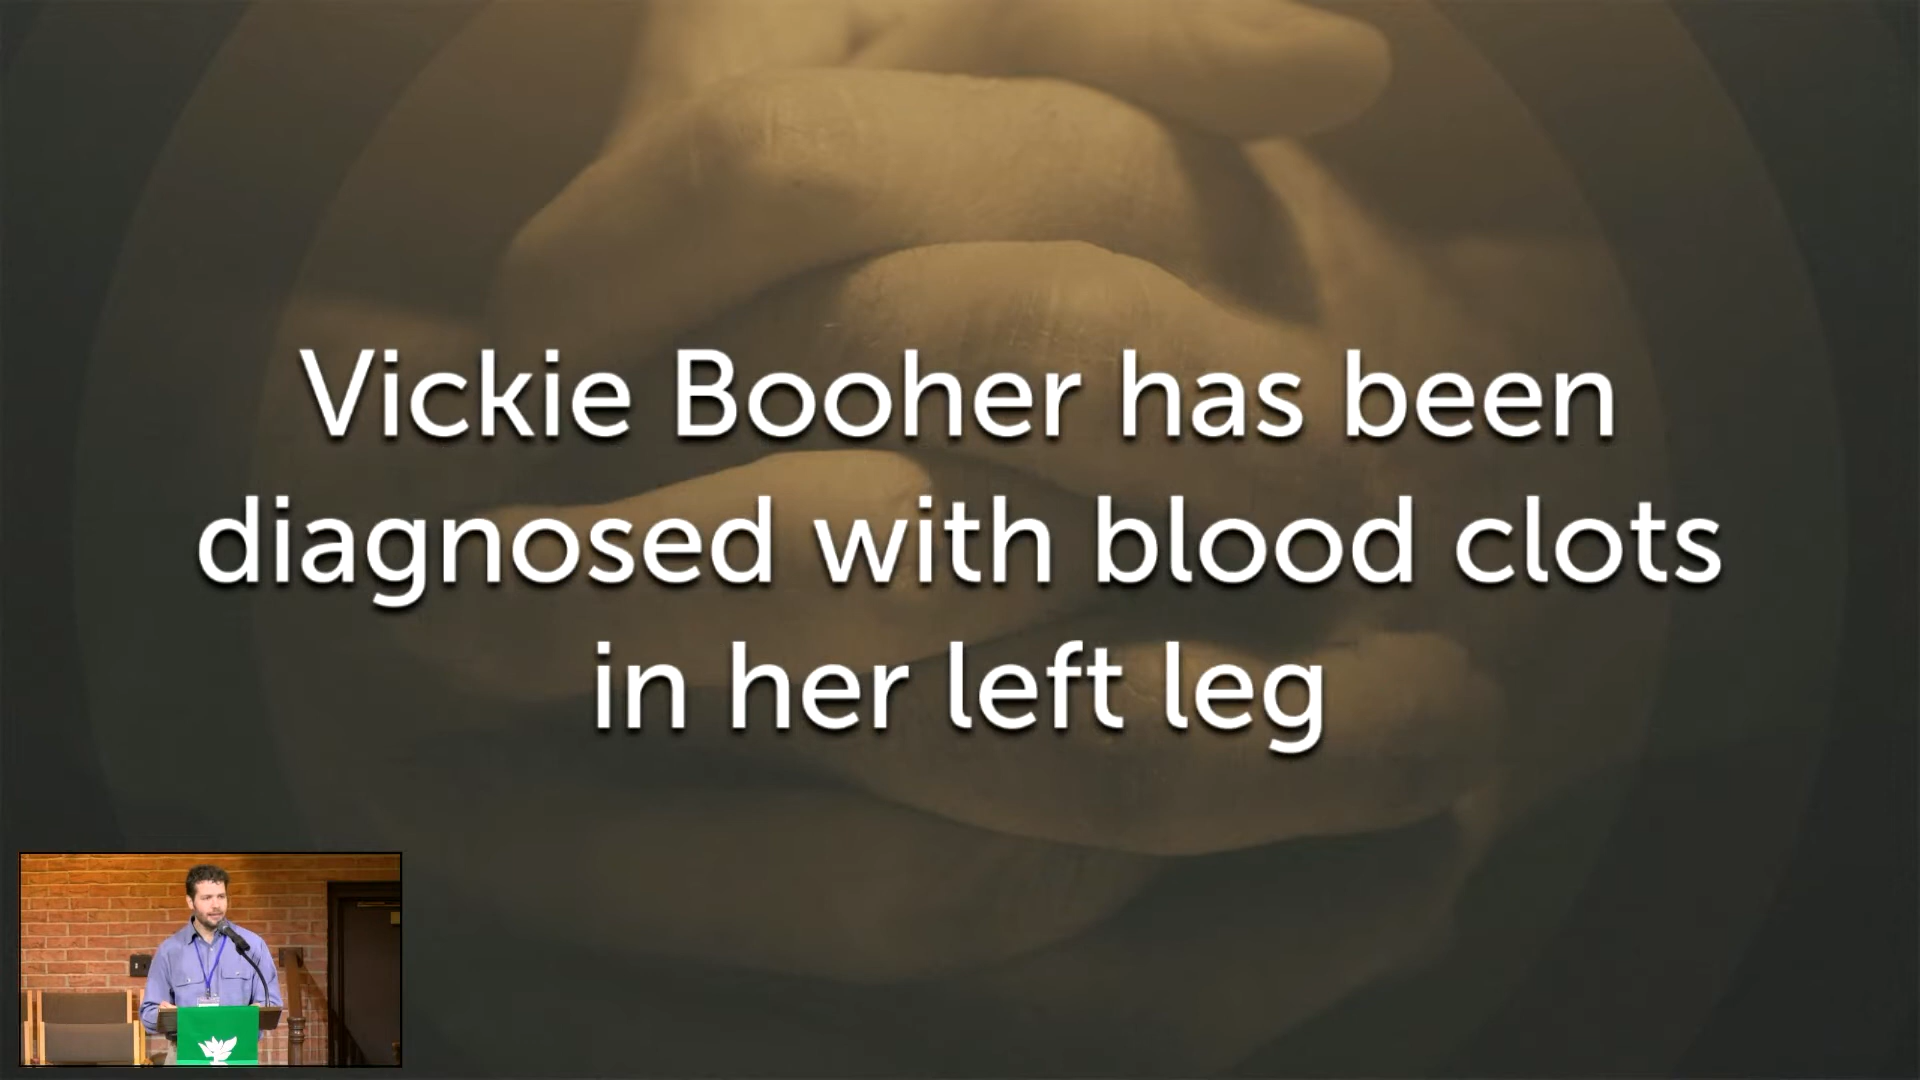 Vickie Booher has been
diagnosed with blood clots
in her left leg